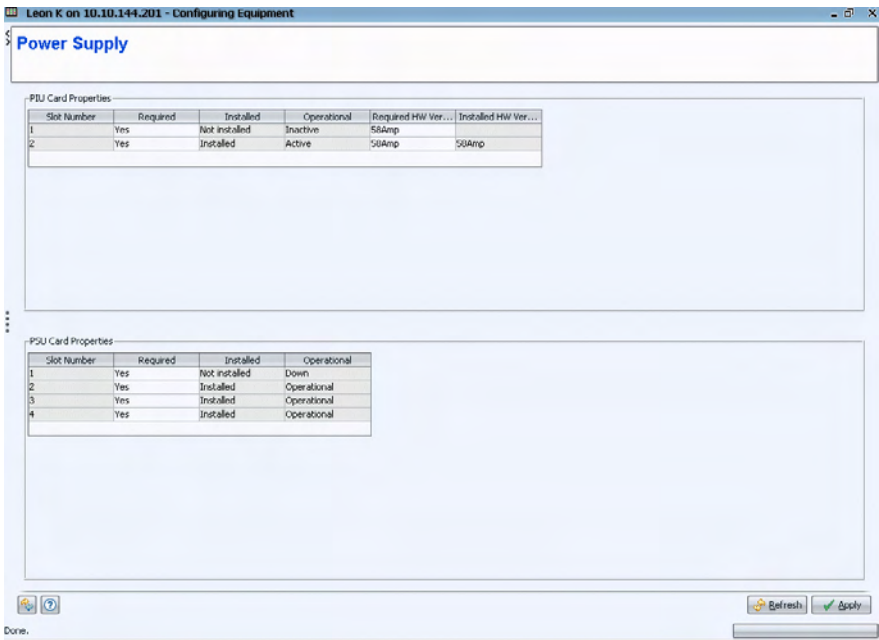 Leon K on 10.10.144.201 - Configuring Equipment
Power Supply
PIU Card Properties
Slot Number Required Installed Operational Required HW Ver... Installed HW Ver...
1 Yes Not installed Inactive 58Amp
2 Yes Installed Active 58Amp 58Amp
PSU Card Properties
Slot Number Required Installed Operational
1 Yes Not installed Down
2 Yes Installed Operational
3 Yes Installed Operational
4 Yes Installed Operational
Refresh Apply
Done.